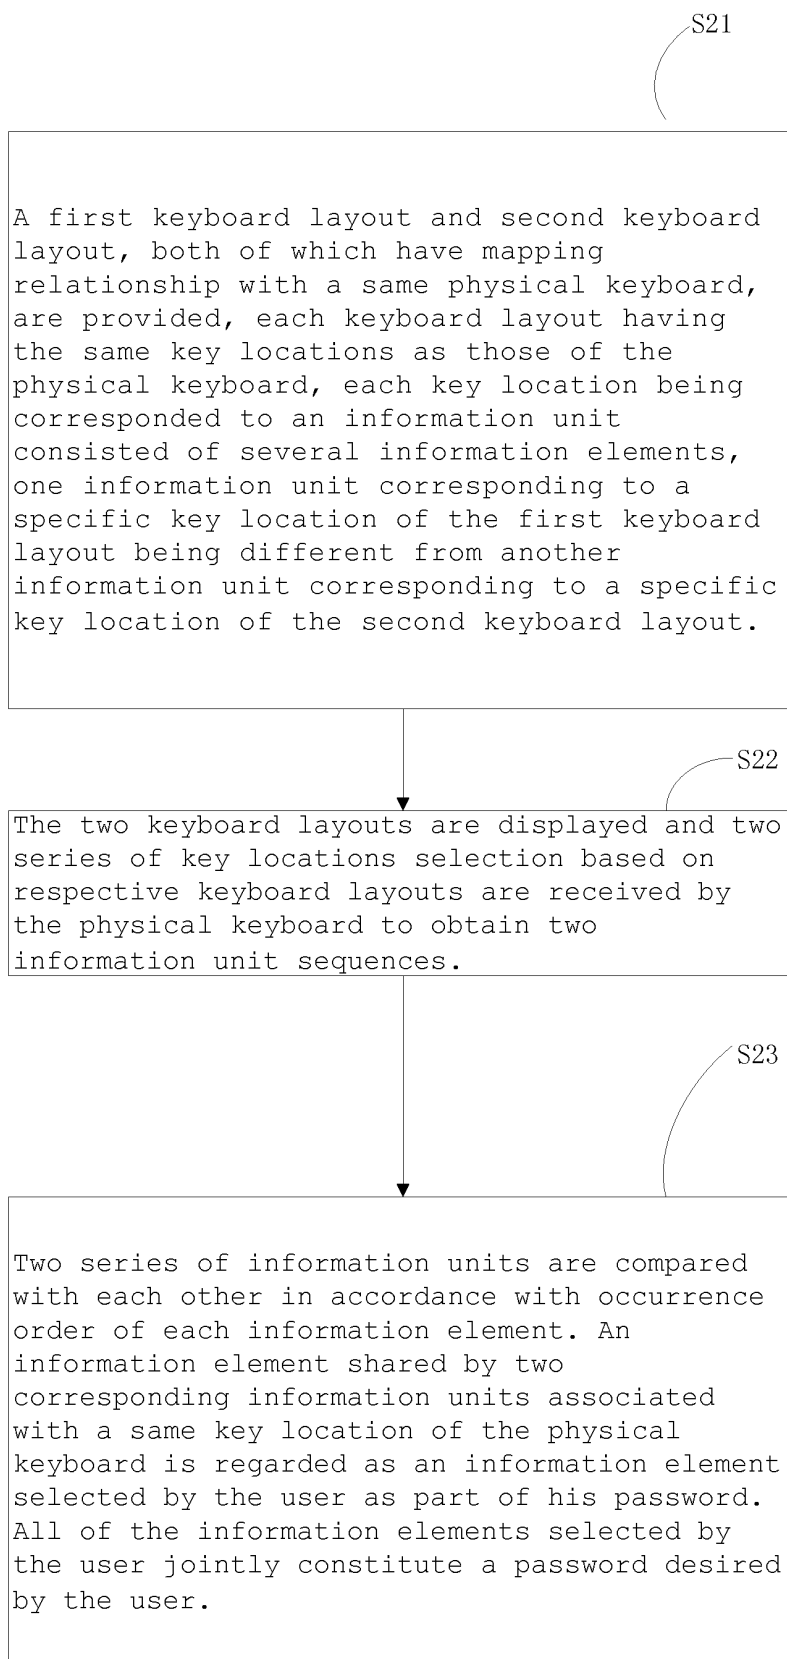 S21
A first keyboard layout and second keyboard
layout, both of which have mapping
relationship with a same physical keyboard,
are provided, each keyboard layout having
the same key locations as those of the
physical keyboard, each key location being
corresponded to an information unit
consisted of several information elements,
one information unit corresponding to a
specific key location of the first keyboard
layout being different from another
information unit corresponding to a specific
key location of the second keyboard layout.
S22
The two keyboard layouts are displayed and two
series of key locations selection based on
respective keyboard layouts are received by
the physical keyboard to obtain two
information unit sequences.
S23
Two series of information units are compared
with each other in accordance with occurrence
order of each information element. An
information element shared by two
corresponding information units associated
with a same key location of the physical
keyboard is regarded as an information element
selected by the user as part of his password.
All of the information elements selected by
the user jointly constitute a password desired
by the user.